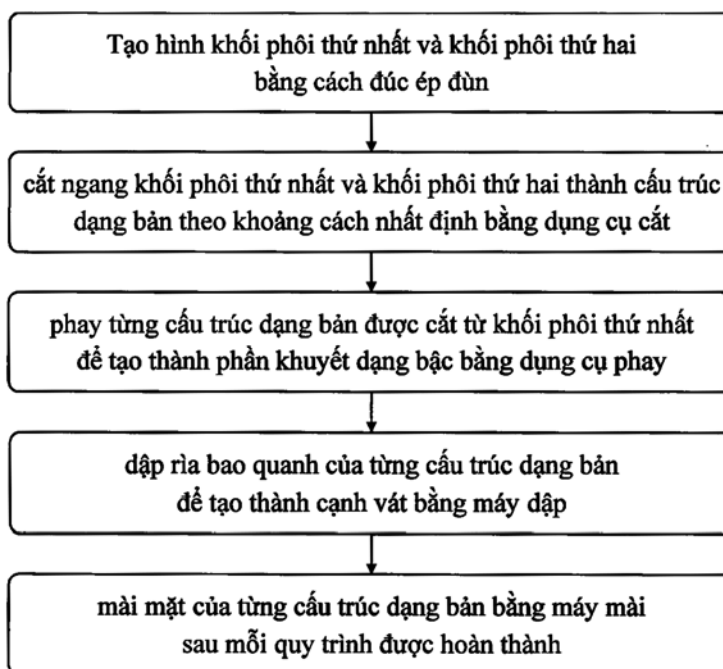 Tạo hình khối phôi thứ nhất và khối phôi thứ hai
bằng cách đúc ép đùn
cắt ngang khối phôi thứ nhất và khối phôi thứ hai thành cấu trúc
dạng bản theo khoảng cách nhất định bằng dụng cụ cắt
phay từng cấu trúc dạng bản được cắt từ khối phôi thứ nhất
để tạo thành phần khuyết dạng bậc bằng dụng cụ phay
dập rìa bao quanh của từng cấu trúc dạng bản
để tạo thành cạnh vát bằng máy dập
mài mặt của từng cấu trúc dạng bản bằng máy mài
sau mỗi quy trình được hoàn thành